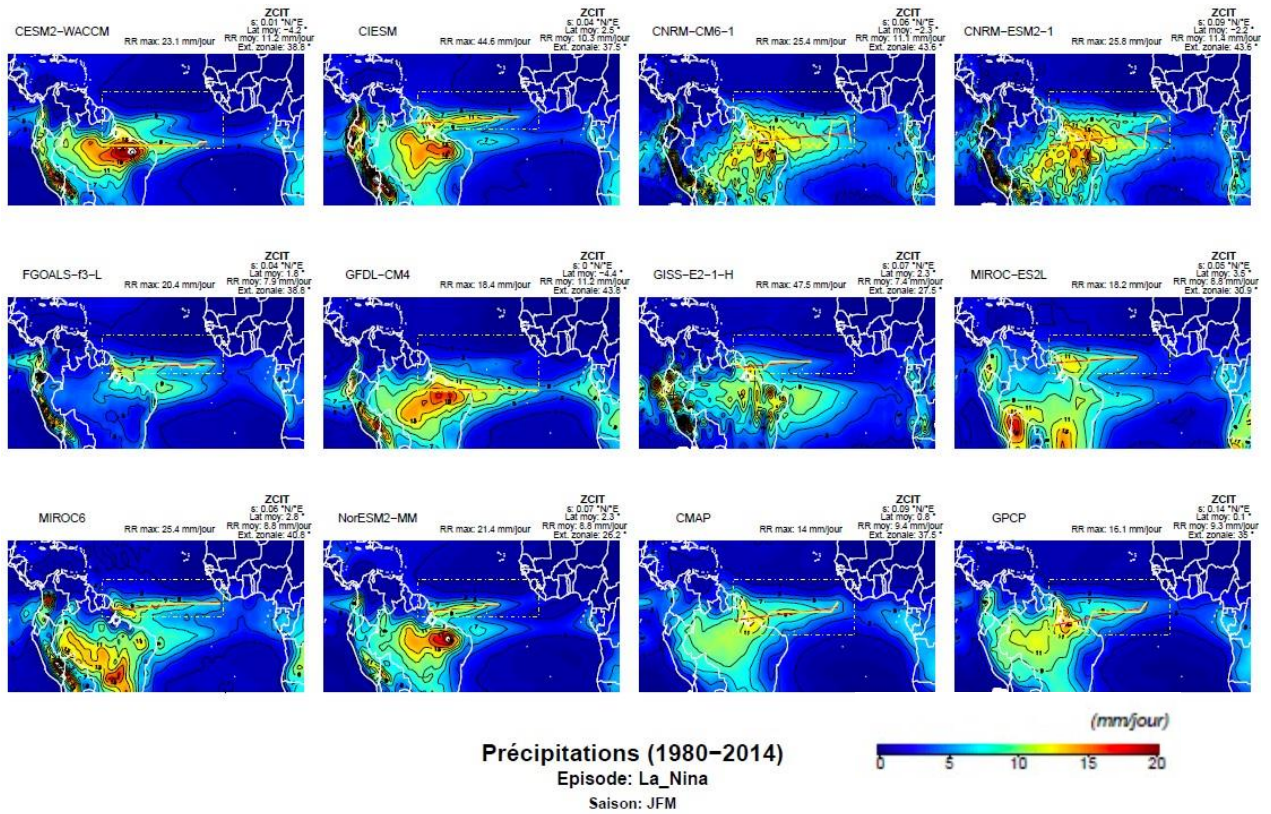 CESM2−WACCM
RR max: 23.1 mm/jour
ZCIT
s: 0.01 °N/°E
Lat moy: −4.2 °
RR moy: 11.2 mm/jour
Ext. zonale: 38.8 °
CIESM
RR max: 44.6 mm/jour
ZCIT
s: 0.04 °N/°E
Lat moy: 2.5 °
RR moy: 10.3 mm/jour
Ext. zonale: 37.5 °
CNRM−CM6−1
RR max: 25.4 mm/jour
ZCIT
s: 0.06 °N/°E
Lat moy: −2.3 °
RR moy: 11.1 mm/jour
Ext. zonale: 43.6 °
CNRM−ESM2−1
RR max: 25.8 mm/jour
ZCIT
s: 0.09 °N/°E
Lat moy: −2.2 °
RR moy: 11.4 mm/jour
Ext. zonale: 43.6 °
FGOALS−f3−L
RR max: 20.4 mm/jour
ZCIT
s: 0.04 °N/°E
Lat moy: 1.8 °
RR moy: 7.9 mm/jour
Ext. zonale: 38.8 °
GFDL−CM4
RR max: 18.4 mm/jour
ZCIT
s: 0 °N/°E
Lat moy: −4.4 °
RR moy: 11.2 mm/jour
Ext. zonale: 43.8 °
GISS−E2−1−H
RR max: 47.5 mm/jour
ZCIT
s: 0.07 °N/°E
Lat moy: 2.3 °
RR moy: 7.4 mm/jour
Ext. zonale: 27.5 °
MIROC−ES2L
RR max: 18.2 mm/jour
ZCIT
s: 0.05 °N/°E
Lat moy: 3.5 °
RR moy: 8.8 mm/jour
Ext. zonale: 30.9 °
MIROC6
RR max: 25.4 mm/jour
ZCIT
s: 0.06 °N/°E
Lat moy: 2.8 °
RR moy: 8.8 mm/jour
Ext. zonale: 40.8 °
NorESM2−MM
RR max: 21.4 mm/jour
ZCIT
s: 0.07 °N/°E
Lat moy: 2.3 °
RR moy: 8.8 mm/jour
Ext. zonale: 26.2 °
CMAP
RR max: 14 mm/jour
ZCIT
s: 0.09 °N/°E
Lat moy: 0.8 °
RR moy: 9.4 mm/jour
Ext. zonale: 37.5 °
GPCP
RR max: 16.1 mm/jour
ZCIT
s: 0.14 °N/°E
Lat moy: 0.1 °
RR moy: 9.3 mm/jour
Ext. zonale: 35 °
(mm/jour)
0 5 10 15 20
Précipitations (1980−2014)
Episode: La_Nina
Saison: JFM